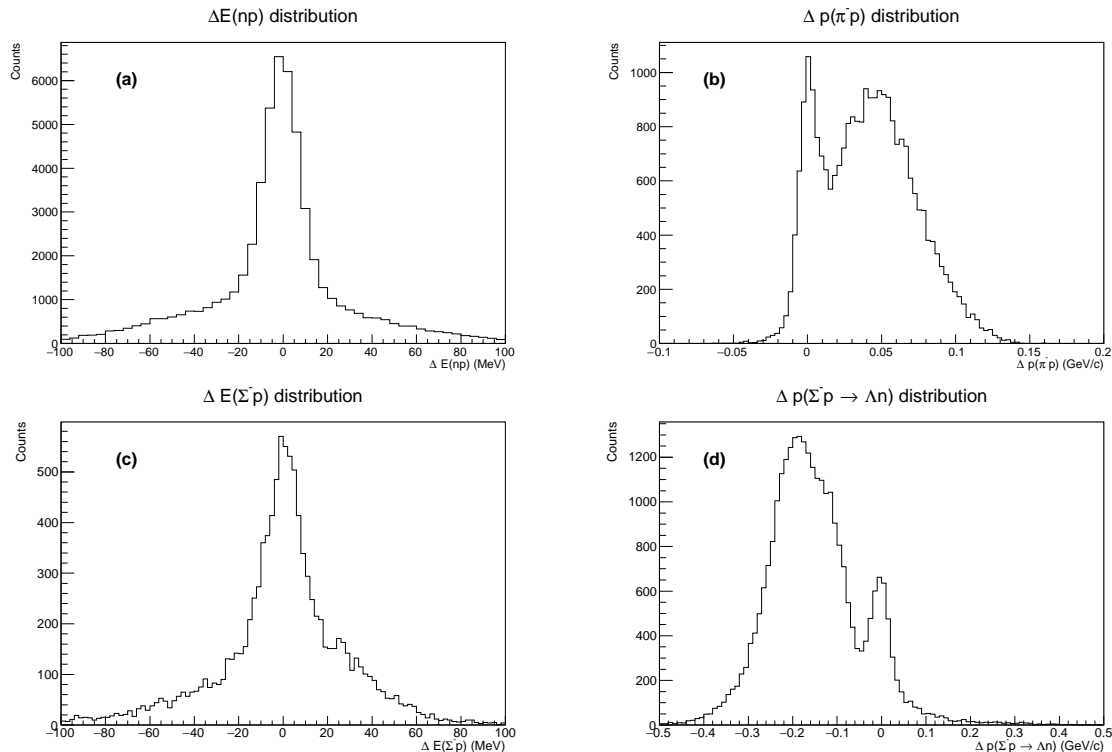 ΔE(np) distribution
Counts
(a)
6000
5000
4000
3000
2000
1000
0
−100 −80 −60 −40 −20 0 20 40 60 80 100
Δ E(np) (MeV)
Δ p(π⁻p) distribution
Counts
(b)
1000
800
600
400
200
0
−0.1 −0.05 0 0.05 0.1 0.15 0.2
Δ p(π⁻p) (GeV/c)
Δ E(Σ⁻p) distribution
Counts
(c)
500
400
300
200
100
0
−100 −80 −60 −40 −20 0 20 40 60 80 100
Δ E(Σ⁻p) (MeV)
Δ p(Σ⁻p → Λn) distribution
Counts
(d)
1200
1000
800
600
400
200
0
−0.5 −0.4 −0.3 −0.2 −0.1 0 0.1 0.2 0.3 0.4 0.5
Δ p(Σ⁻p → Λn) (GeV/c)